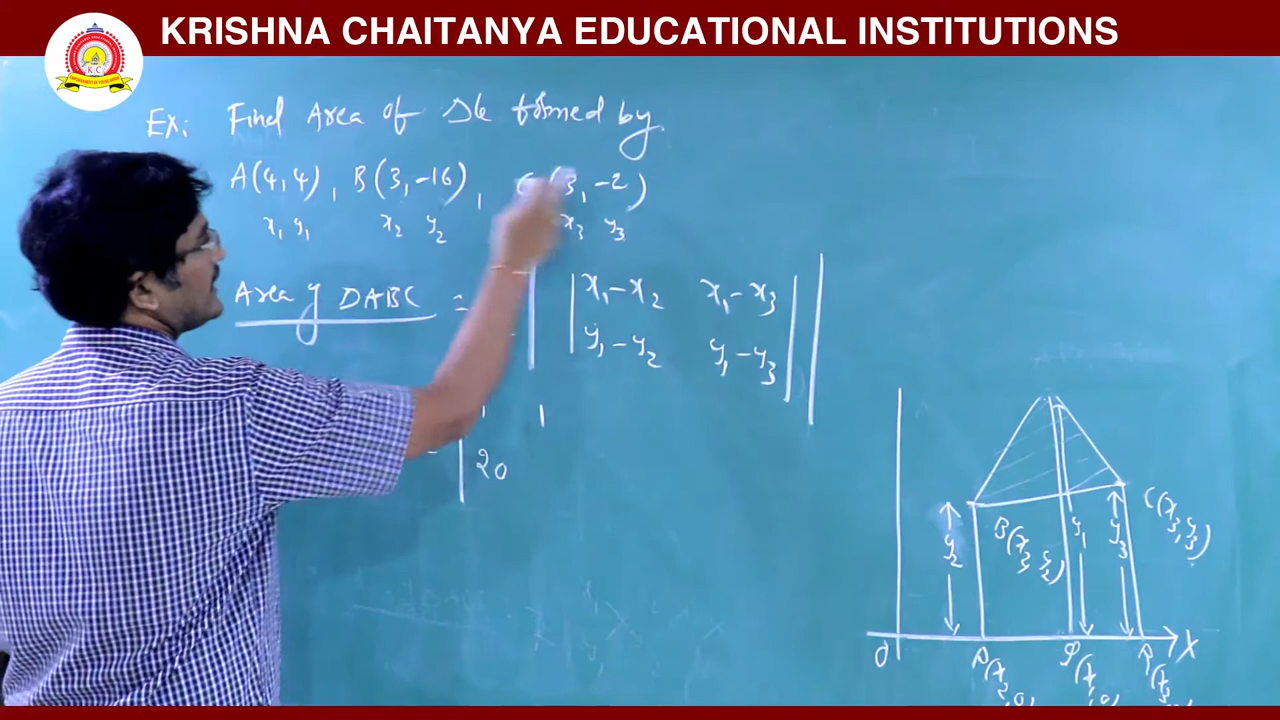 KRISHNA CHAITANYA EDUCATIONAL INSTITUTIONS
K.C
Ex: Find Area of Δle formed by
A(4,4), B(3,-16), (3,-2)
x₁ y₁ x₂ y₂ x₃ y₃
Area of ΔABC = | | x₁-x₂ x₁-x₃ | |
y₁-y₂ y₁-y₃
1 1
20
y₂ y₁ y₃
C(x₃,y₃)
O X